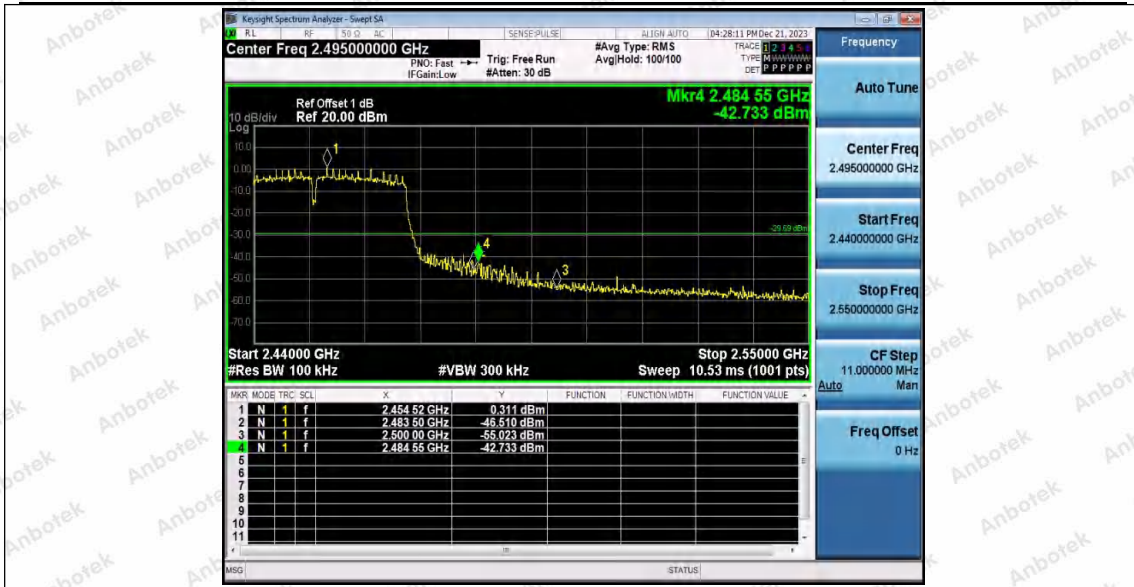 Keysight Spectrum Analyzer - Swept SA
RL RF 50 Ω AC SENSE:PULSE ALIGN AUTO 04:28:11 PM Dec 21, 2023
Center Freq 2.495000000 GHz
PNO: Fast
IFGain:Low
Trig: Free Run
#Atten: 30 dB
#Avg Type: RMS
Avg|Hold: 100/100
TRACE 1 2 3 4 5 6
TYPE M
DET P P P P P P
Ref Offset 1 dB
10 dB/div Ref 20.00 dBm
Log
Mkr4 2.484 55 GHz
-42.733 dBm
10.0
0.00
-10.0
-20.0
-30.0
-40.0
-50.0
-60.0
-70.0
1
4
3
-29.69 dBm
Start 2.44000 GHz Stop 2.55000 GHz
#Res BW 100 kHz #VBW 300 kHz Sweep 10.53 ms (1001 pts)
MKR MODE TRC SCL X Y FUNCTION FUNCTION WIDTH FUNCTION VALUE
1 N 1 f 2.454 52 GHz 0.311 dBm
2 N 1 f 2.483 50 GHz -46.510 dBm
3 N 1 f 2.500 00 GHz -55.023 dBm
4 N 1 f 2.484 55 GHz -42.733 dBm
5
6
7
8
9
10
11
MSG STATUS
Frequency
Auto Tune
Center Freq
2.495000000 GHz
Start Freq
2.440000000 GHz
Stop Freq
2.550000000 GHz
CF Step
11.000000 MHz
Auto Man
Freq Offset
0 Hz
Anbotek